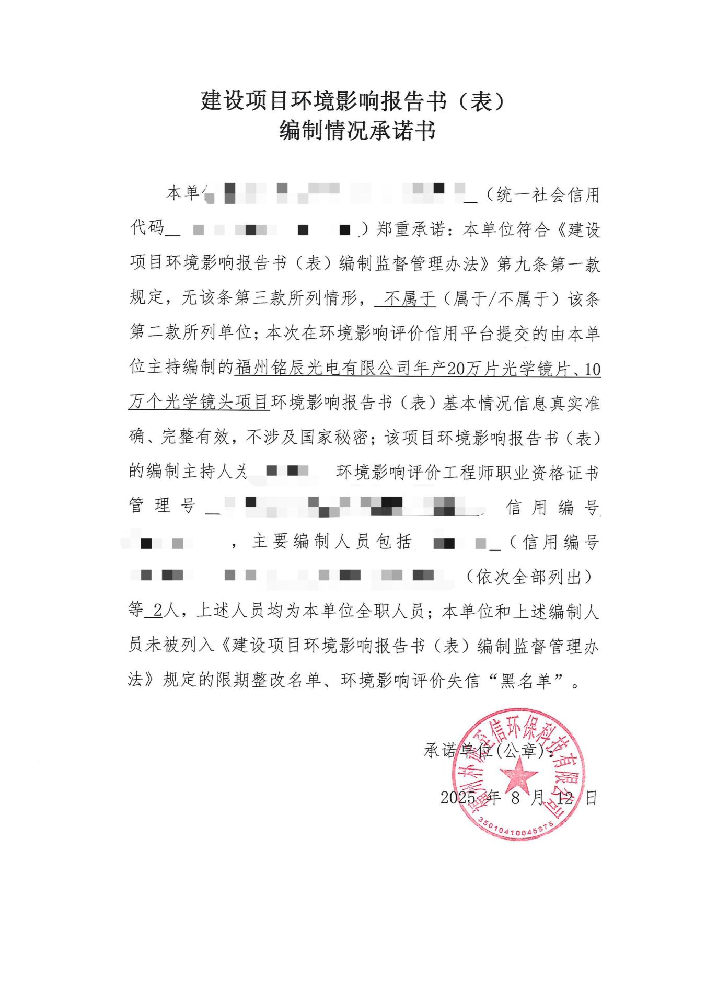 建设项目环境影响报告书（表）
编制情况承诺书
本单（统一社会信用
代码）郑重承诺：本单位符合《建设
项目环境影响报告书（表）编制监督管理办法》第九条第一款
规定，无该条第三款所列情形，不属于（属于/不属于）该条
第二款所列单位；本次在环境影响评价信用平台提交的由本单
位主持编制的福州铭辰光电有限公司年产20万片光学镜片、10
万个光学镜头项目环境影响报告书（表）基本情况信息真实准
确、完整有效，不涉及国家秘密；该项目环境影响报告书（表）
的编制主持人为 环境影响评价工程师职业资格证书
管理号 信用编号
，主要编制人员包括 （信用编号
（依次全部列出）
等 2人，上述人员均为本单位全职人员；本单位和上述编制人
员未被列入《建设项目环境影响报告书（表）编制监督管理办
法》规定的限期整改名单、环境影响评价失信“黑名单”。
承诺单位(公章)：
2025 年 8 月 12 日
福州朴诚至信环保科技有限公司
35010410045875